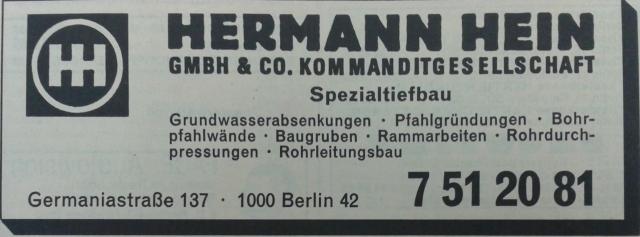 HH
HERMANN HEIN
GMBH & CO. KOMMANDITGESELLSCHAFT
Spezialtiefbau
Grundwasserabsenkungen · Pfahlgründungen · Bohr-
pfahlwände · Baugruben · Rammarbeiten · Rohrdurch-
pressungen · Rohrleitungsbau
Germaniastraße 137 · 1000 Berlin 42 7 51 20 81